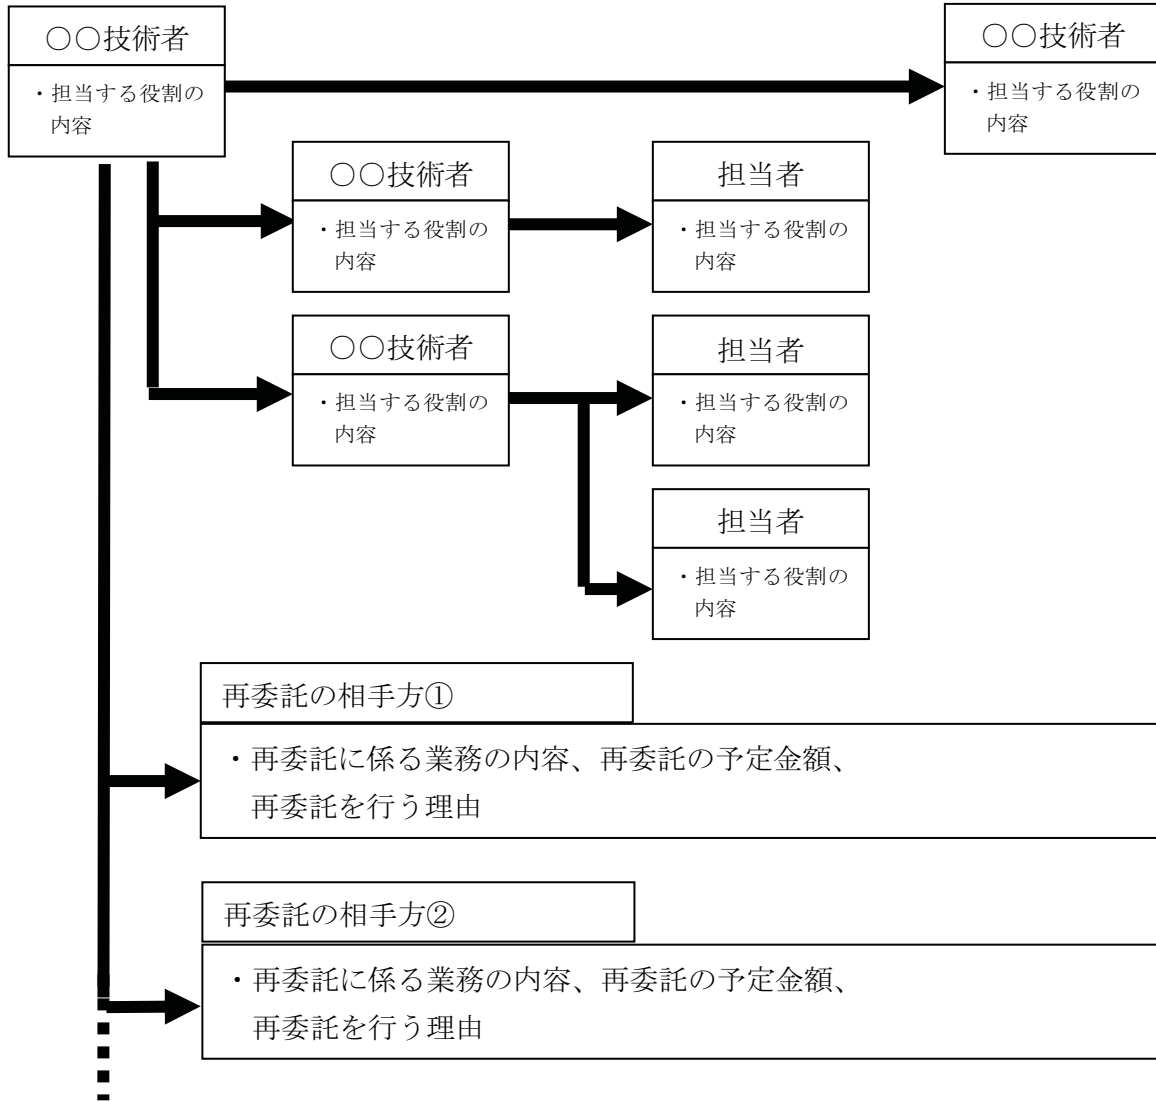 〇〇技術者
・担当する役割の
内容
〇〇技術者
・担当する役割の
内容
〇〇技術者
・担当する役割の
内容
担当者
・担当する役割の
内容
〇〇技術者
・担当する役割の
内容
担当者
・担当する役割の
内容
担当者
・担当する役割の
内容
再委託の相手方①
・再委託に係る業務の内容、再委託の予定金額、
再委託を行う理由
再委託の相手方②
・再委託に係る業務の内容、再委託の予定金額、
再委託を行う理由